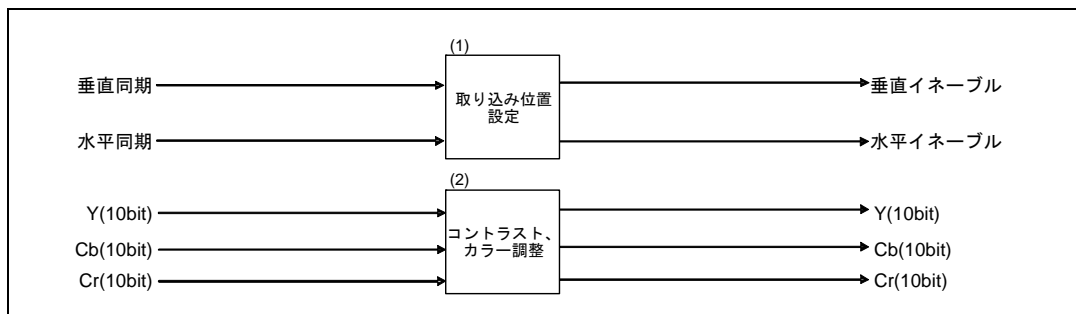 (1)
垂直同期
取り込み位置
設定
垂直イネーブル
水平同期
水平イネーブル
(2)
Y(10bit)
コントラスト、
カラー調整
Y(10bit)
Cb(10bit)
Cb(10bit)
Cr(10bit)
Cr(10bit)